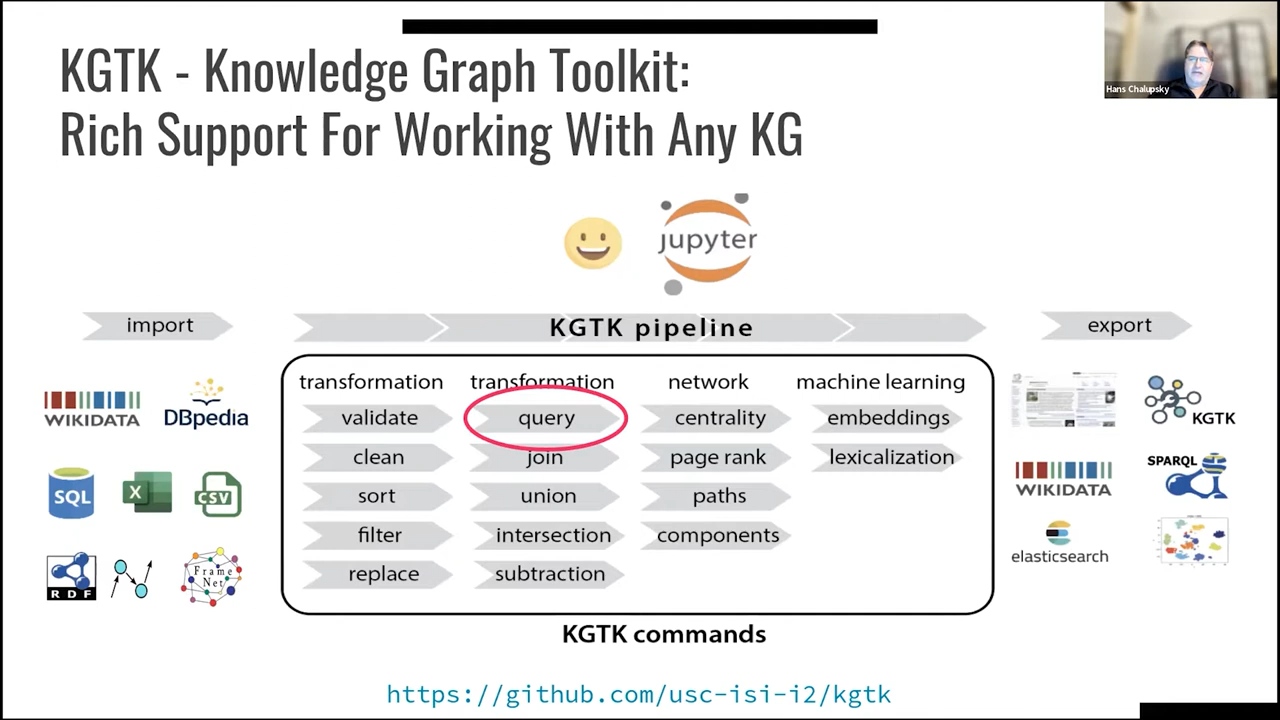 KGTK - Knowledge Graph Toolkit:
Rich Support For Working With Any KG
Hans Chalupsky
jupyter
import
KGTK pipeline
export
transformation
transformation
network
machine learning
validate
query
centrality
embeddings
clean
join
page rank
lexicalization
sort
union
paths
filter
intersection
components
replace
subtraction
WIKIDATA
DBpedia
SQL
X
CSV
RDF
Frame
Net
KGTK
WIKIDATA
SPARQL
elasticsearch
KGTK commands
https://github.com/usc-isi-i2/kgtk